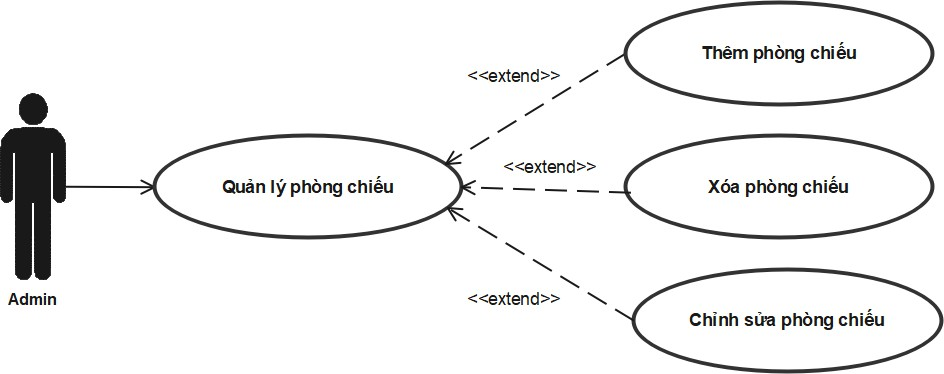 Thêm phòng chiếu
<<extend>>
<<extend>>
Quản lý phòng chiếu
Xóa phòng chiếu
Admin
<<extend>>
Chỉnh sửa phòng chiếu